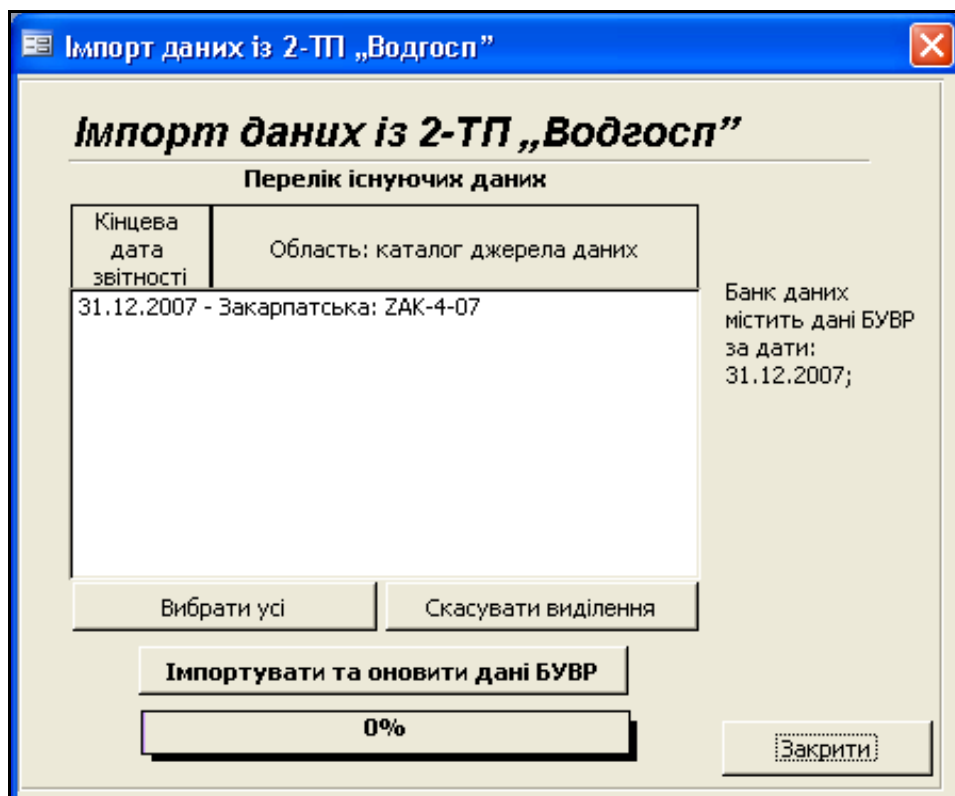 Імпорт даних із 2-ТП „Водгосп”
Імпорт даних із 2-ТП „Водгосп”
Перелік існуючих даних
Кінцева
дата
звітності
Область: каталог джерела даних
31.12.2007 - Закарпатська: ZAK-4-07
Банк даних
містить дані БУВР
за дати:
31.12.2007;
Вибрати усі
Скасувати виділення
Імпортувати та оновити дані БУВР
0%
Закрити